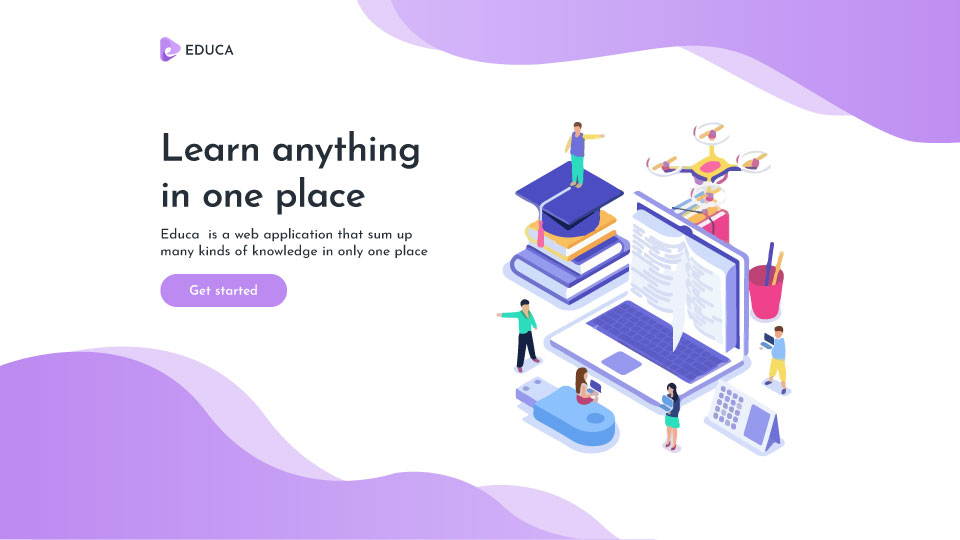 EDUCA
Learn anything
in one place
Educa is a web application that sum up
many kinds of knowledge in only one place
Get started